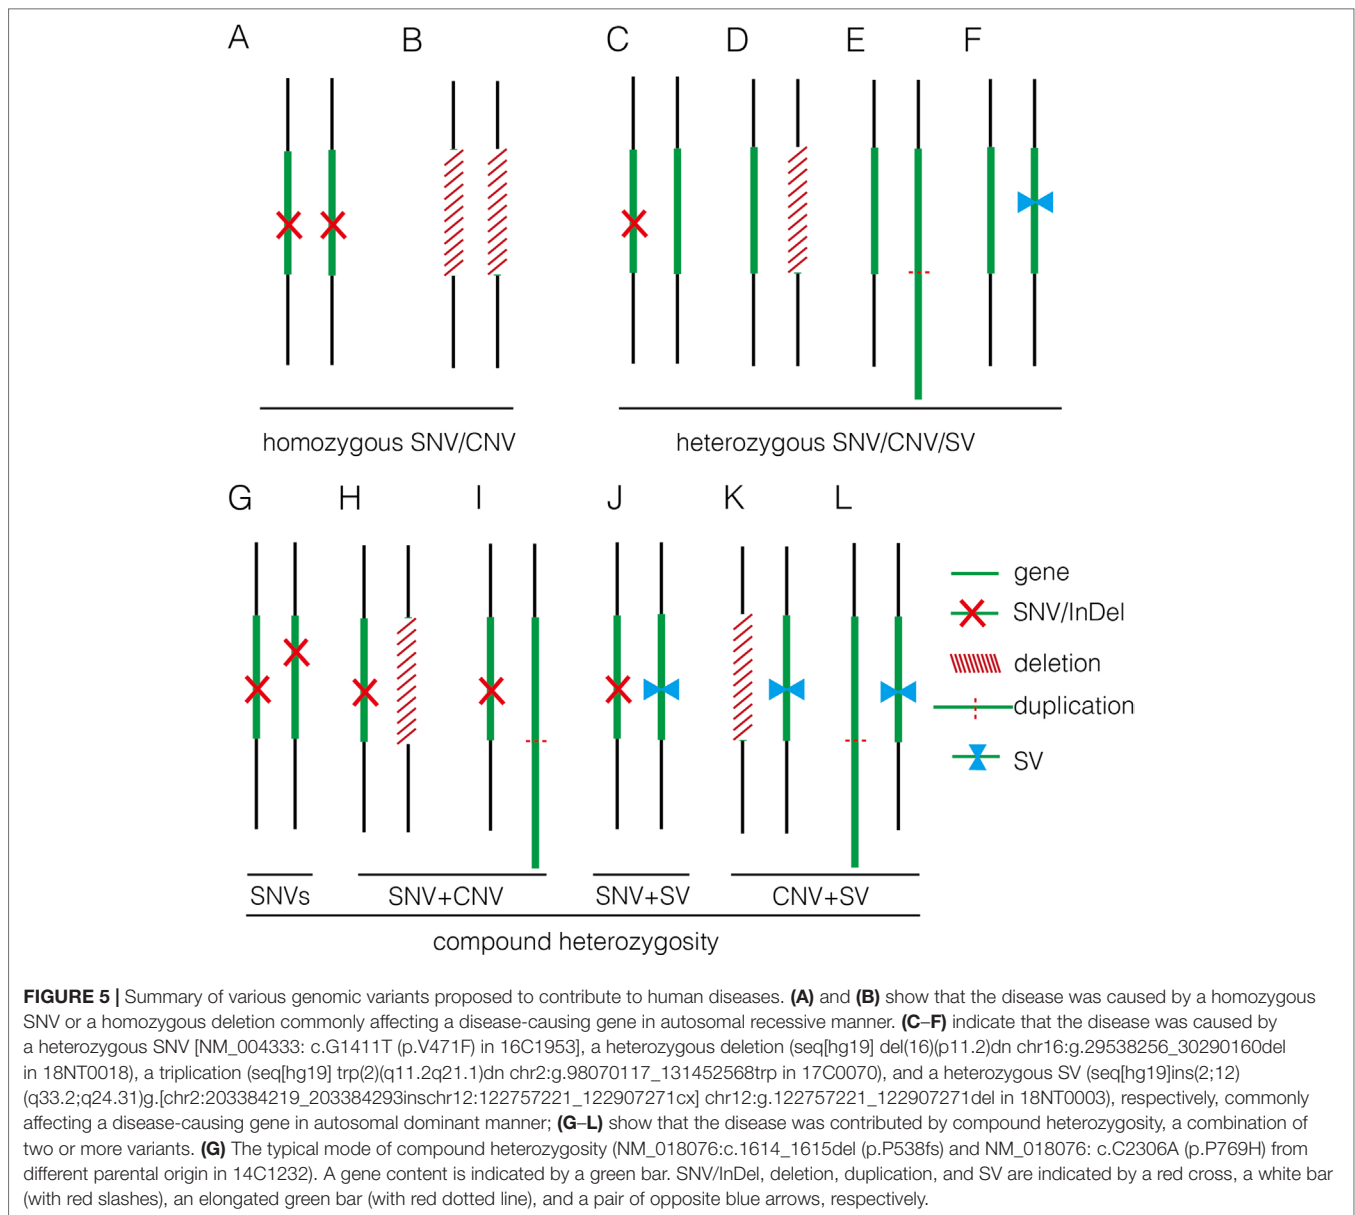 A B C D E F
homozygous SNV/CNV heterozygous SNV/CNV/SV
G H I J K L
gene
SNV/InDel
deletion
duplication
SV
SNVs SNV+CNV SNV+SV CNV+SV
compound heterozygosity
FIGURE 5 | Summary of various genomic variants proposed to contribute to human diseases. (A) and (B) show that the disease was caused by a homozygous
SNV or a homozygous deletion commonly affecting a disease-causing gene in autosomal recessive manner. (C–F) indicate that the disease was caused by
a heterozygous SNV [NM_004333: c.G1411T (p.V471F) in 16C1953], a heterozygous deletion (seq[hg19] del(16)(p11.2)dn chr16:g.29538256_30290160del
in 18NT0018), a triplication (seq[hg19] trp(2)(q11.2q21.1)dn chr2:g.98070117_131452568trp in 17C0070), and a heterozygous SV (seq[hg19]ins(2;12)
(q33.2;q24.31)g.[chr2:203384219_203384293inschr12:122757221_122907271cx] chr12:g.122757221_122907271del in 18NT0003), respectively, commonly
affecting a disease-causing gene in autosomal dominant manner; (G–L) show that the disease was contributed by compound heterozygosity, a combination of
two or more variants. (G) The typical mode of compound heterozygosity (NM_018076:c.1614_1615del (p.P538fs) and NM_018076: c.C2306A (p.P769H) from
different parental origin in 14C1232). A gene content is indicated by a green bar. SNV/InDel, deletion, duplication, and SV are indicated by a red cross, a white bar
(with red slashes), an elongated green bar (with red dotted line), and a pair of opposite blue arrows, respectively.